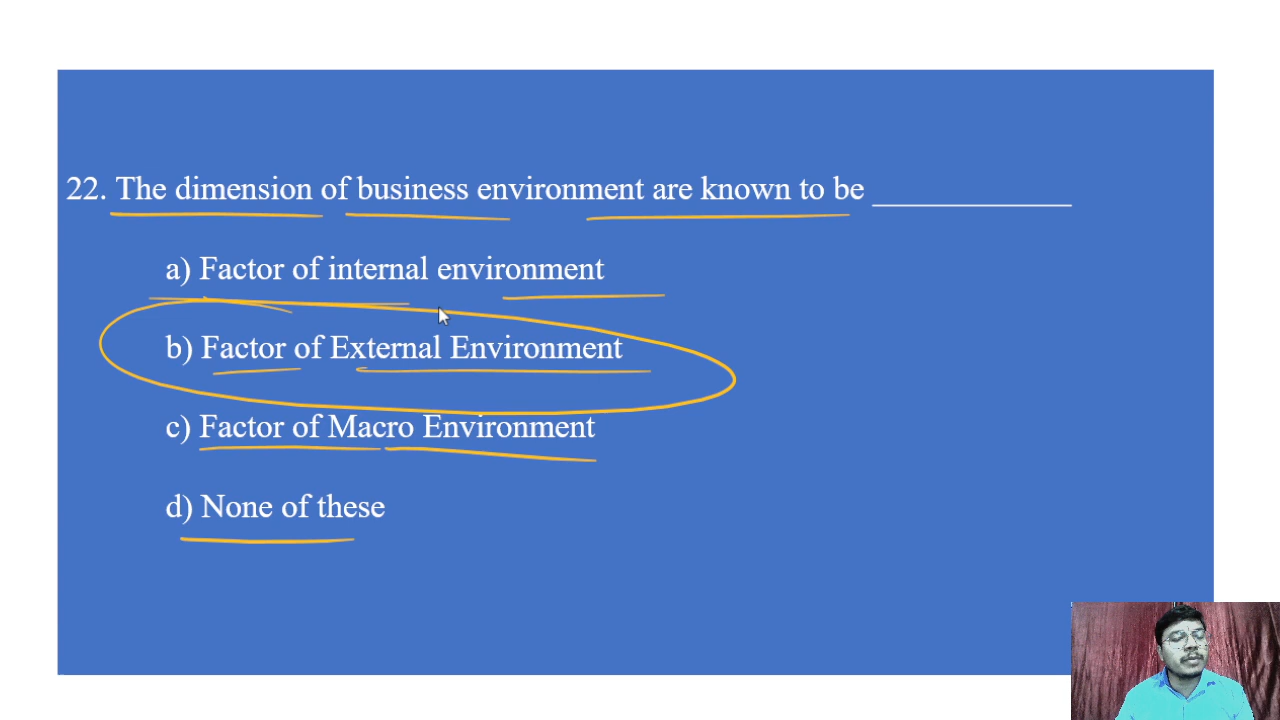 22. The dimension of business environment are known to be ____________
a) Factor of internal environment
b) Factor of External Environment
c) Factor of Macro Environment
d) None of these